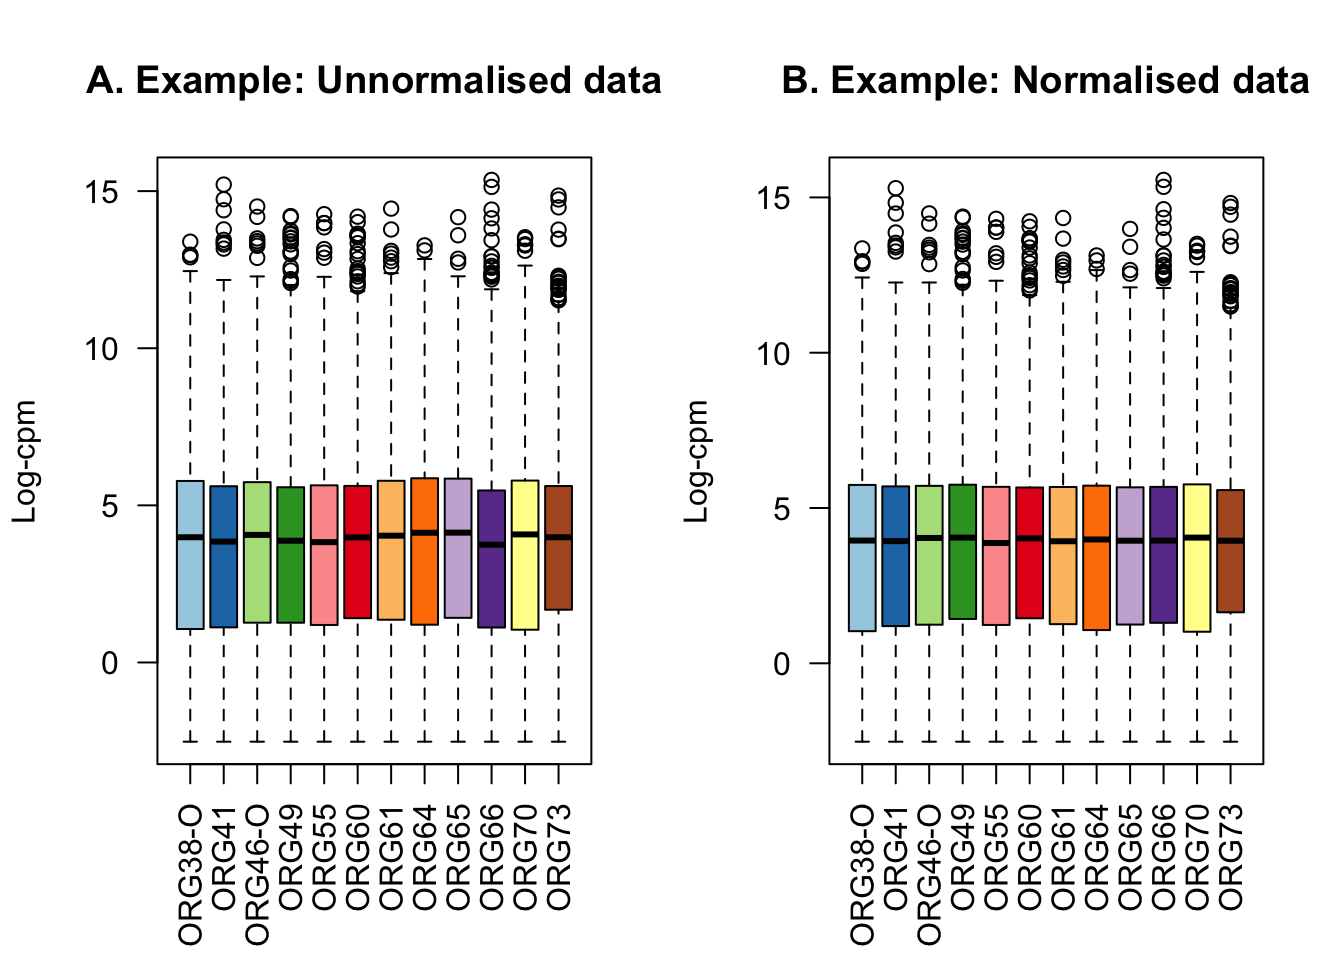 A. Example: Unnormalised data
Log-cpm
15
10
5
0
ORG38-O
ORG41
ORG46-O
ORG49
ORG55
ORG60
ORG61
ORG64
ORG65
ORG66
ORG70
ORG73
B. Example: Normalised data
Log-cpm
15
10
5
0
ORG38-O
ORG41
ORG46-O
ORG49
ORG55
ORG60
ORG61
ORG64
ORG65
ORG66
ORG70
ORG73